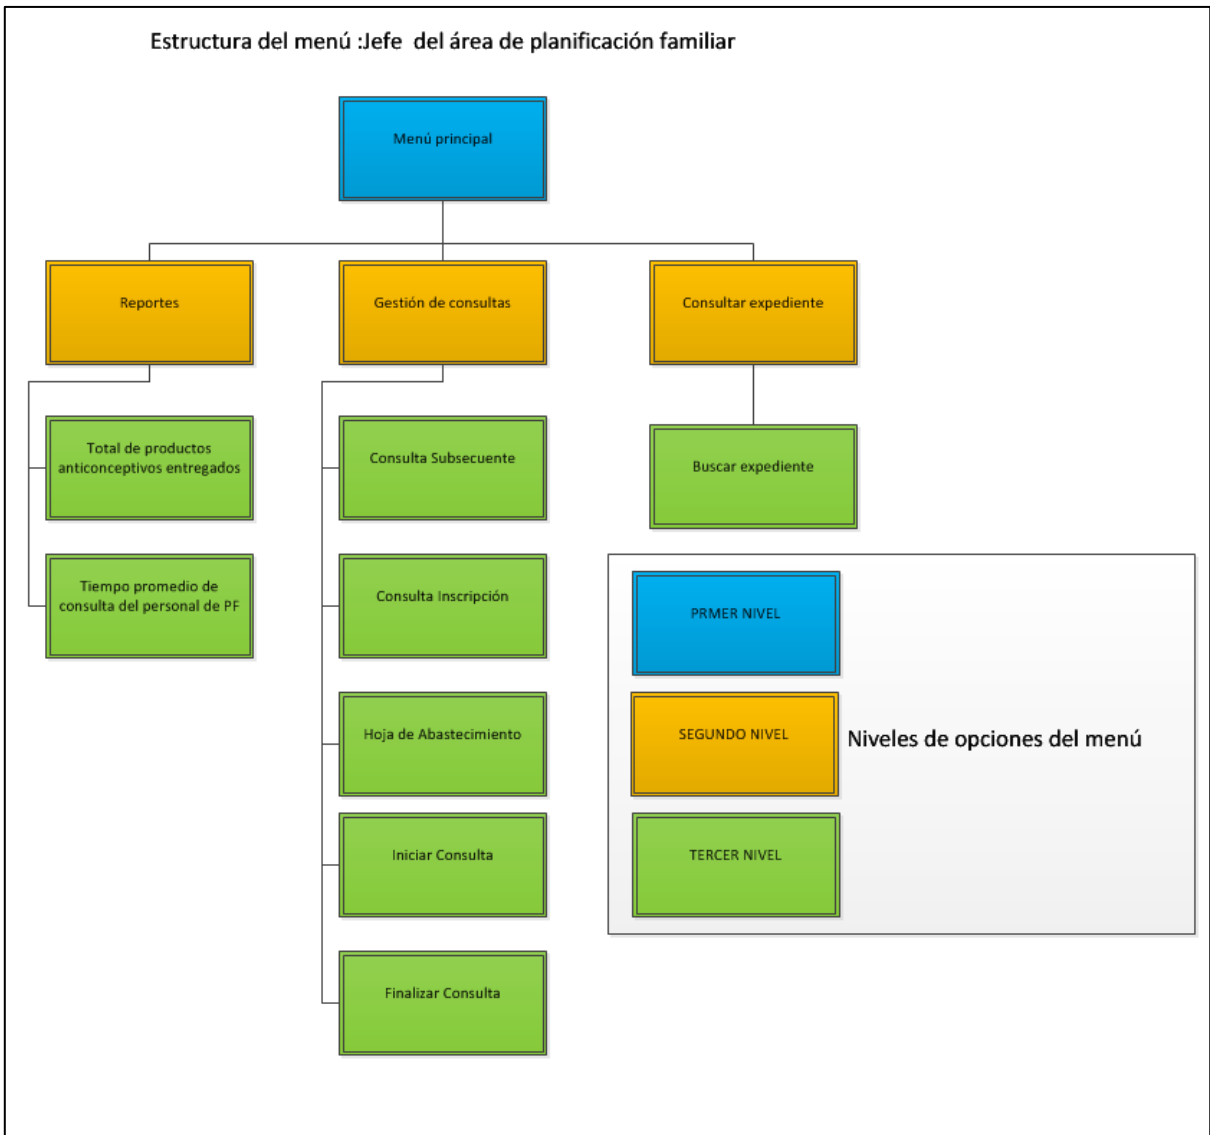 Estructura del menú :Jefe  del área de planificación familiar
Menú principal
Reportes
Gestión de consultas
Consultar expediente
Total de productos
anticonceptivos entregados
Consulta Subsecuente
Buscar expediente
Tiempo promedio de
consulta del personal de PF
Consulta Inscripción
Hoja de Abastecimiento
Iniciar Consulta
Finalizar Consulta
PRMER NIVEL
SEGUNDO NIVEL
Niveles de opciones del menú
TERCER NIVEL